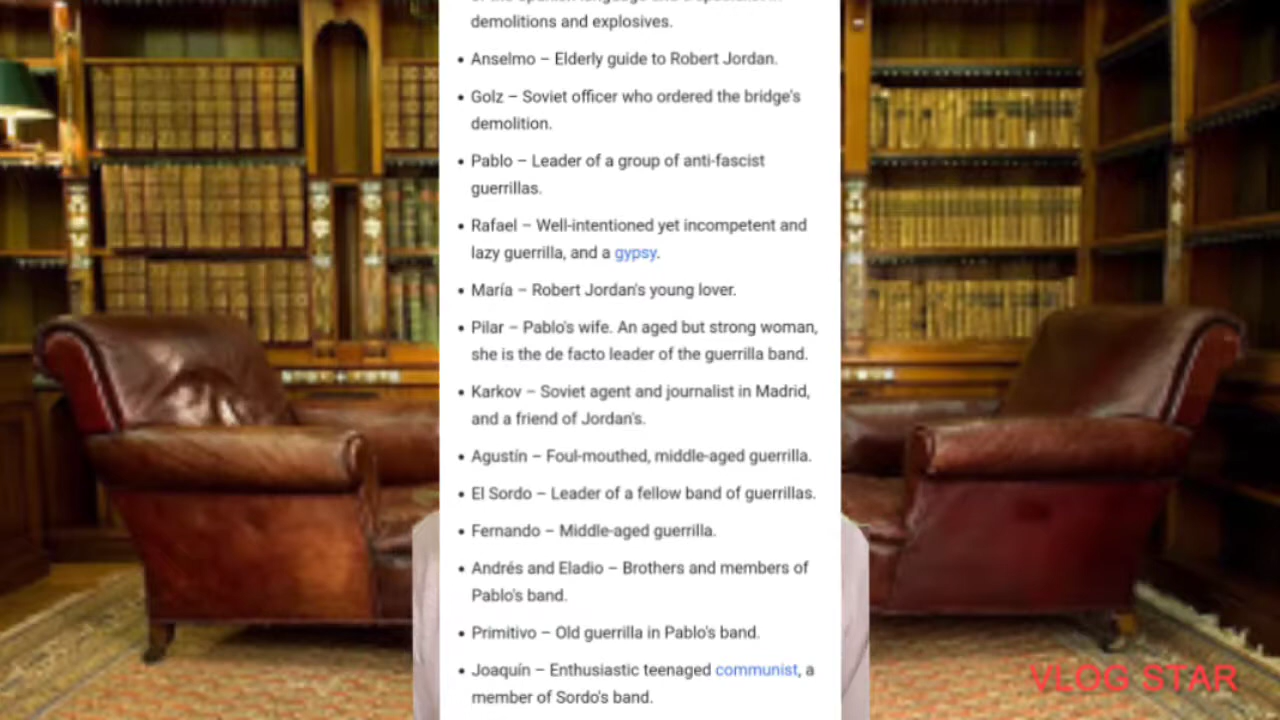 demolitions and explosives.
• Anselmo – Elderly guide to Robert Jordan.
• Golz – Soviet officer who ordered the bridge's
demolition.
• Pablo – Leader of a group of anti-fascist
guerrillas.
• Rafael – Well-intentioned yet incompetent and
lazy guerrilla, and a gypsy.
• María – Robert Jordan's young lover.
• Pilar – Pablo's wife. An aged but strong woman,
she is the de facto leader of the guerrilla band.
• Karkov – Soviet agent and journalist in Madrid,
and a friend of Jordan's.
• Agustín – Foul-mouthed, middle-aged guerrilla.
• El Sordo – Leader of a fellow band of guerrillas.
• Fernando – Middle-aged guerrilla.
• Andrés and Eladio – Brothers and members of
Pablo's band.
• Primitivo – Old guerrilla in Pablo's band.
• Joaquín – Enthusiastic teenaged communist, a
member of Sordo's band.
VLOG STAR